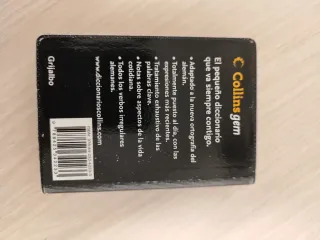 Collins gem
El pequeño diccionario
que va siempre contigo.
• Adaptado a la nueva ortografía del
alemán.
• Totalmente puesto al día, con las
expresiones más recientes.
• Tratamiento exhaustivo de las
palabras clave.
• Notas sobre aspectos de la vida
cotidiana.
• Todos los verbos irregulares
alemanes.
www.diccionarioscollins.com
Grijalbo